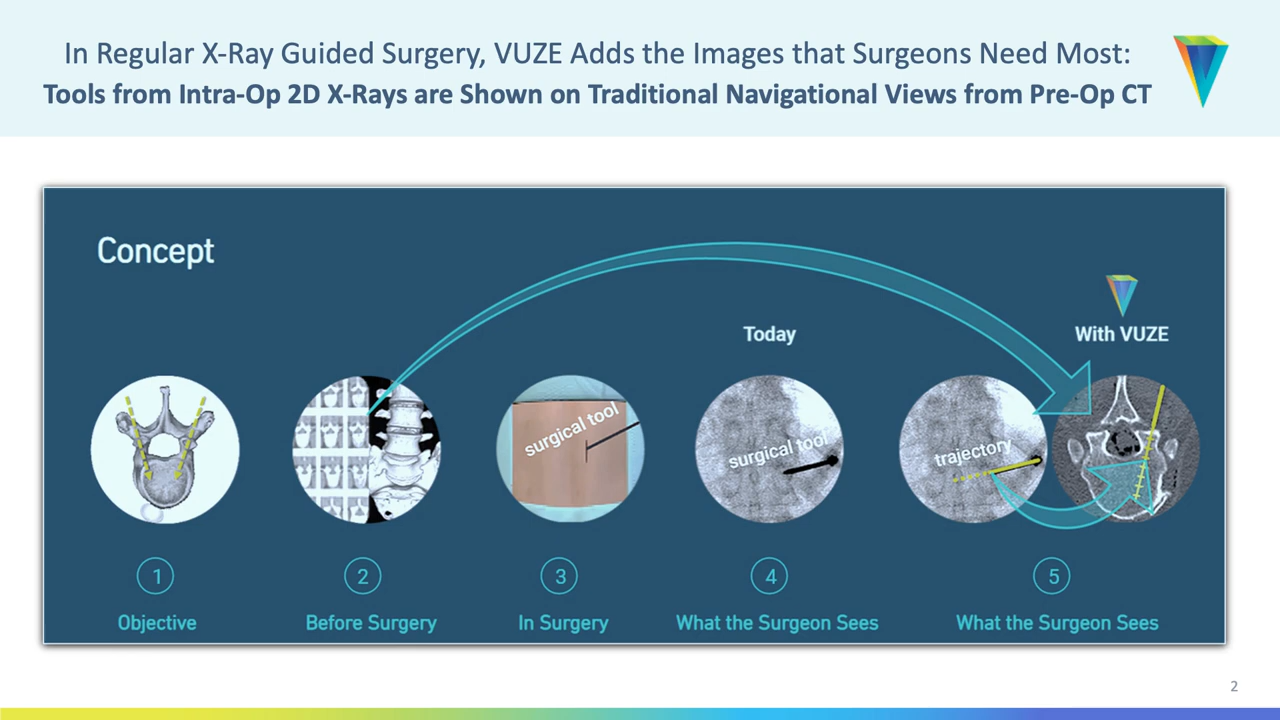 In Regular X-Ray Guided Surgery, VUZE Adds the Images that Surgeons Need Most:
Tools from Intra-Op 2D X-Rays are Shown on Traditional Navigational Views from Pre-Op CT
Concept
Today
With VUZE
surgical tool
surgical tool
trajectory
1
2
3
4
5
Objective
Before Surgery
In Surgery
What the Surgeon Sees
What the Surgeon Sees
2